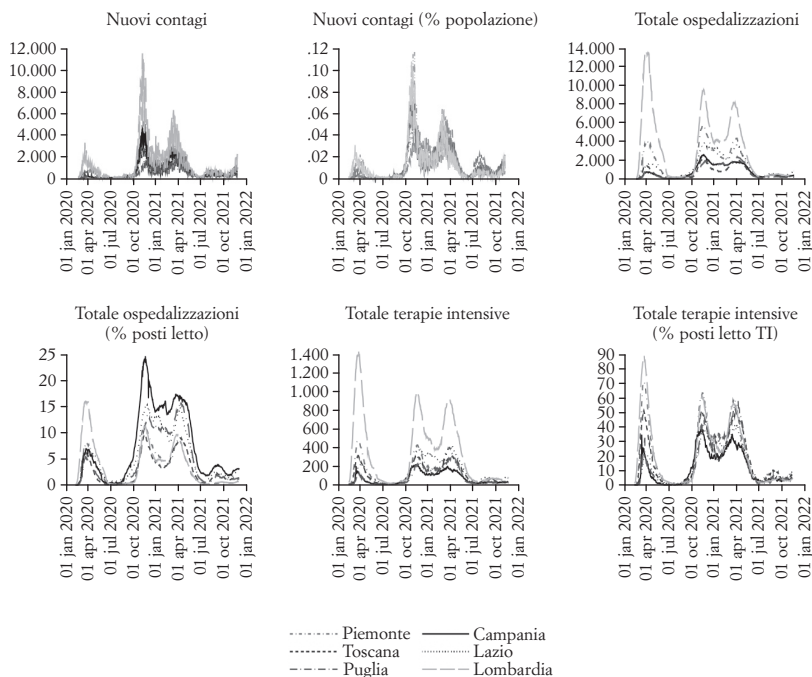 Nuovi contagi
12.000
10.000
8.000
6.000
4.000
2.000
0
01 jan 2020
01 apr 2020
01 jul 2020
01 oct 2020
01 jan 2021
01 apr 2021
01 jul 2021
01 oct 2021
01 jan 2022
Nuovi contagi (% popolazione)
.12
.10
.08
.06
.04
.02
0
01 jan 2020
01 apr 2020
01 jul 2020
01 oct 2020
01 jan 2021
01 apr 2021
01 jul 2021
01 oct 2021
01 jan 2022
Totale ospedalizzazioni
14.000
12.000
10.000
8.000
6.000
4.000
2.000
0
01 jan 2020
01 apr 2020
01 jul 2020
01 oct 2020
01 jan 2021
01 apr 2021
01 jul 2021
01 oct 2021
01 jan 2022
Totale ospedalizzazioni
(% posti letto)
25
20
15
10
5
0
01 jan 2020
01 apr 2020
01 jul 2020
01 oct 2020
01 jan 2021
01 apr 2021
01 jul 2021
01 oct 2021
01 jan 2022
Totale terapie intensive
1.400
1.200
1.000
800
600
400
200
0
01 jan 2020
01 apr 2020
01 jul 2020
01 oct 2020
01 jan 2021
01 apr 2021
01 jul 2021
01 oct 2021
01 jan 2022
Totale terapie intensive
(% posti letto TI)
90
80
70
60
50
40
30
20
10
0
01 jan 2020
01 apr 2020
01 jul 2020
01 oct 2020
01 jan 2021
01 apr 2021
01 jul 2021
01 oct 2021
01 jan 2022
Piemonte
Campania
Toscana
Lazio
Puglia
Lombardia